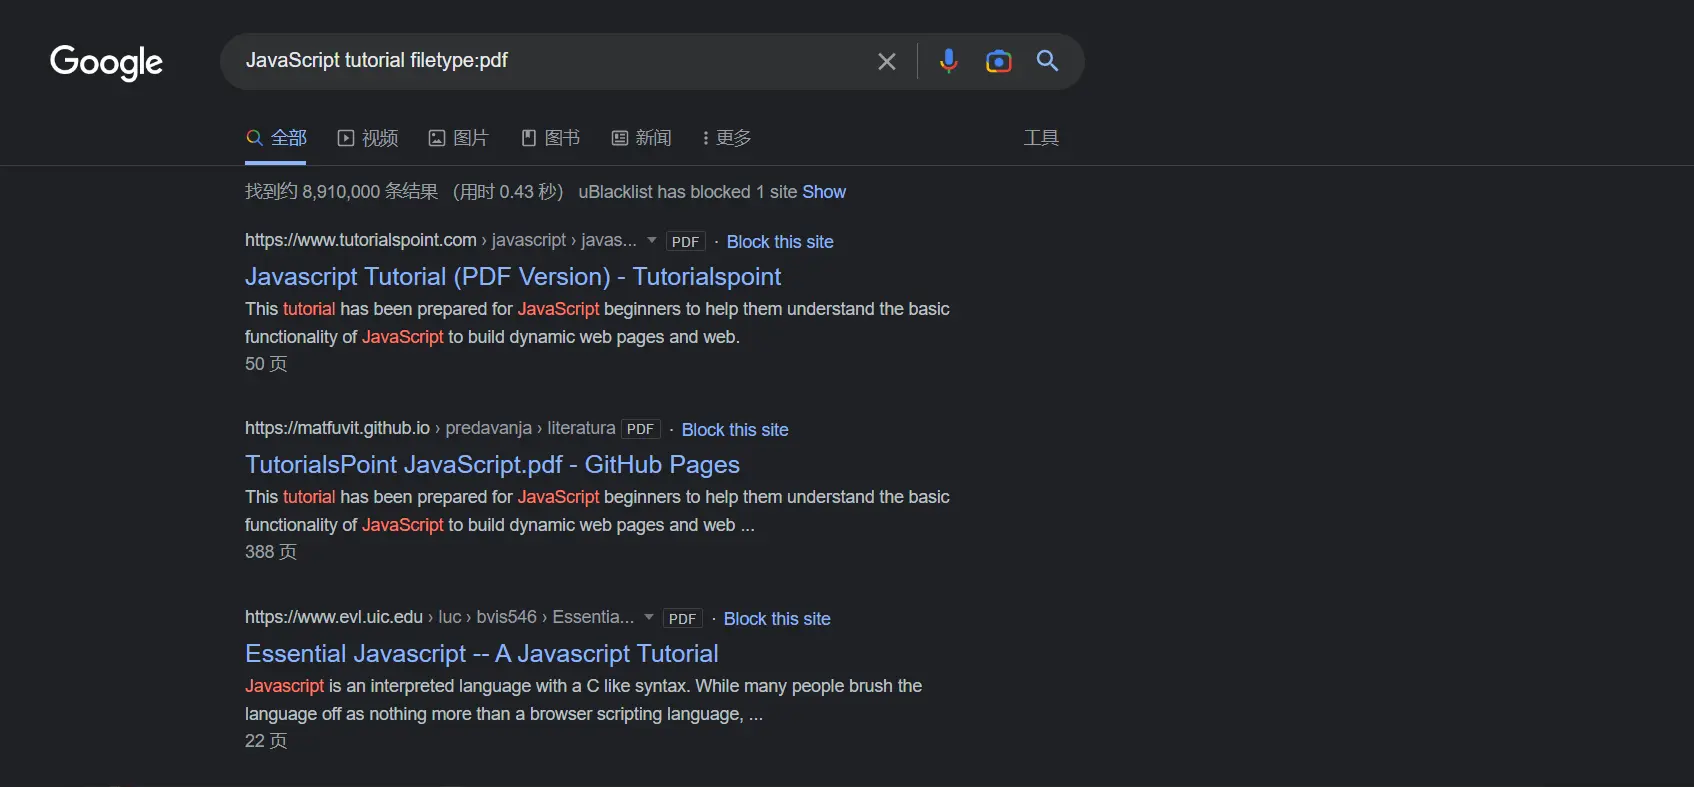 Google
JavaScript tutorial filetype:pdf
全部 视频 图片 图书 新闻 更多 工具
找到约 8,910,000 条结果 （用时 0.43 秒） uBlacklist has blocked 1 site Show
https://www.tutorialspoint.com › javascript › javas... PDF · Block this site
Javascript Tutorial (PDF Version) - Tutorialspoint
This tutorial has been prepared for JavaScript beginners to help them understand the basic
functionality of JavaScript to build dynamic web pages and web.
50 页
https://matfuvit.github.io › predavanja › literatura PDF · Block this site
TutorialsPoint JavaScript.pdf - GitHub Pages
This tutorial has been prepared for JavaScript beginners to help them understand the basic
functionality of JavaScript to build dynamic web pages and web ...
388 页
https://www.evl.uic.edu › luc › bvis546 › Essentia... PDF · Block this site
Essential Javascript -- A Javascript Tutorial
Javascript is an interpreted language with a C like syntax. While many people brush the
language off as nothing more than a browser scripting language, ...
22 页